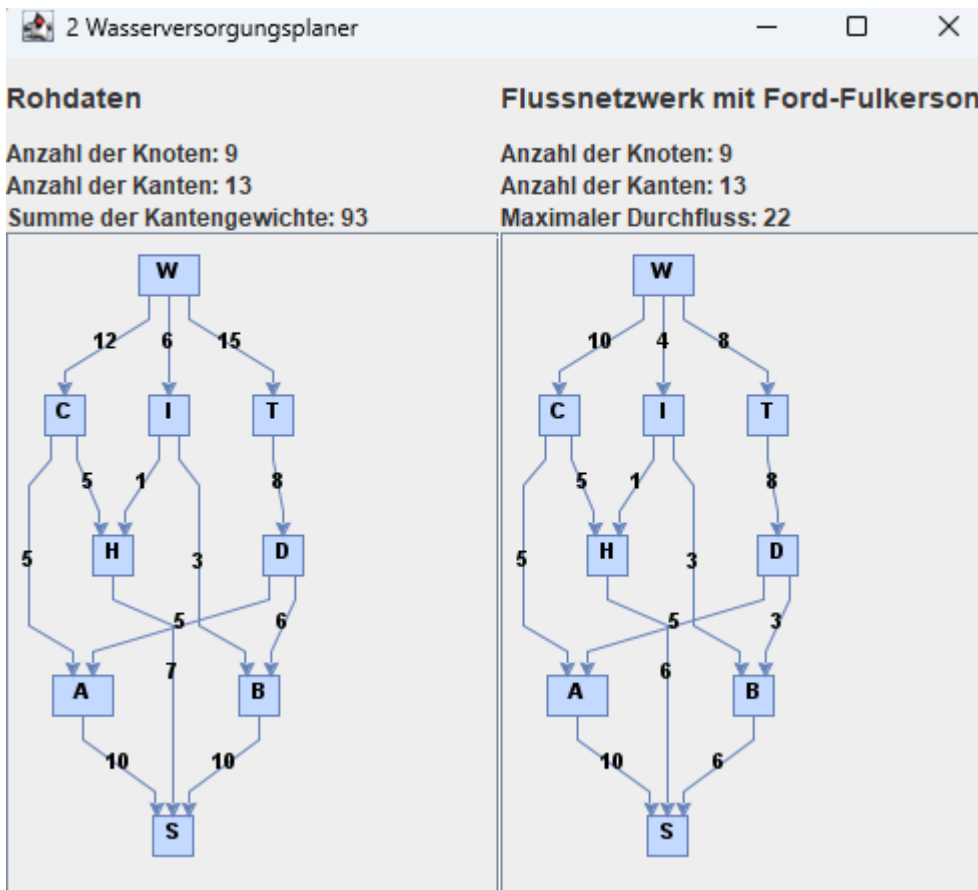 2 Wasserversorgungsplaner
Rohdaten
Anzahl der Knoten: 9
Anzahl der Kanten: 13
Summe der Kantengewichte: 93
W
12 6 15
C I T
5 1 8
H D
5 3
5 6
7
A B
10 10
S
Flussnetzwerk mit Ford-Fulkerson
Anzahl der Knoten: 9
Anzahl der Kanten: 13
Maximaler Durchfluss: 22
W
10 4 8
C I T
5 1 8
H D
5 3
5 3
6
A B
10 6
S